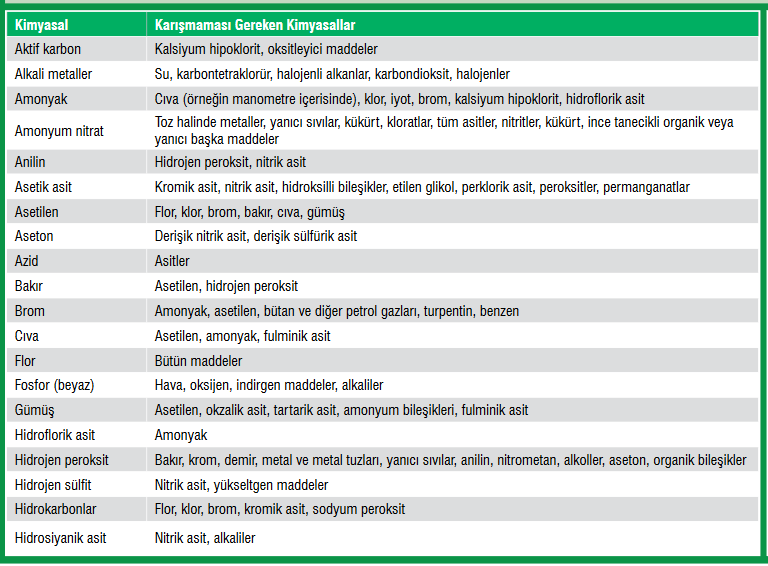 Kimyasal Karışmaması Gereken Kimyasallar
Aktif karbon Kalsiyum hipoklorit, oksitleyici maddeler
Alkali metaller Su, karbontetraklorür, halojenli alkanlar, karbondioksit, halojenler
Amonyak Cıva (örneğin manometre içerisinde), klor, iyot, brom, kalsiyum hipoklorit, hidroflorik asit
Amonyum nitrat Toz halinde metaller, yanıcı sıvılar, kükürt, kloratlar, tüm asitler, nitritler, kükürt, ince tanecikli organik veya
yanıcı başka maddeler
Anilin Hidrojen peroksit, nitrik asit
Asetik asit Kromik asit, nitrik asit, hidroksilli bileşikler, etilen glikol, perklorik asit, peroksitler, permanganatlar
Asetilen Flor, klor, brom, bakır, cıva, gümüş
Aseton Derişik nitrik asit, derişik sülfürik asit
Azid Asitler
Bakır Asetilen, hidrojen peroksit
Brom Amonyak, asetilen, bütan ve diğer petrol gazları, turpentin, benzen
Cıva Asetilen, amonyak, fulminik asit
Flor Bütün maddeler
Fosfor (beyaz) Hava, oksijen, indirgen maddeler, alkaliler
Gümüş Asetilen, okzalik asit, tartarik asit, amonyum bileşikleri, fulminik asit
Hidroflorik asit Amonyak
Hidrojen peroksit Bakır, krom, demir, metal ve metal tuzları, yanıcı sıvılar, anilin, nitrometan, alkoller, aseton, organik bileşikler
Hidrojen sülfit Nitrik asit, yükseltgen maddeler
Hidrokarbonlar Flor, klor, brom, kromik asit, sodyum peroksit
Hidrosiyanik asit Nitrik asit, alkaliler